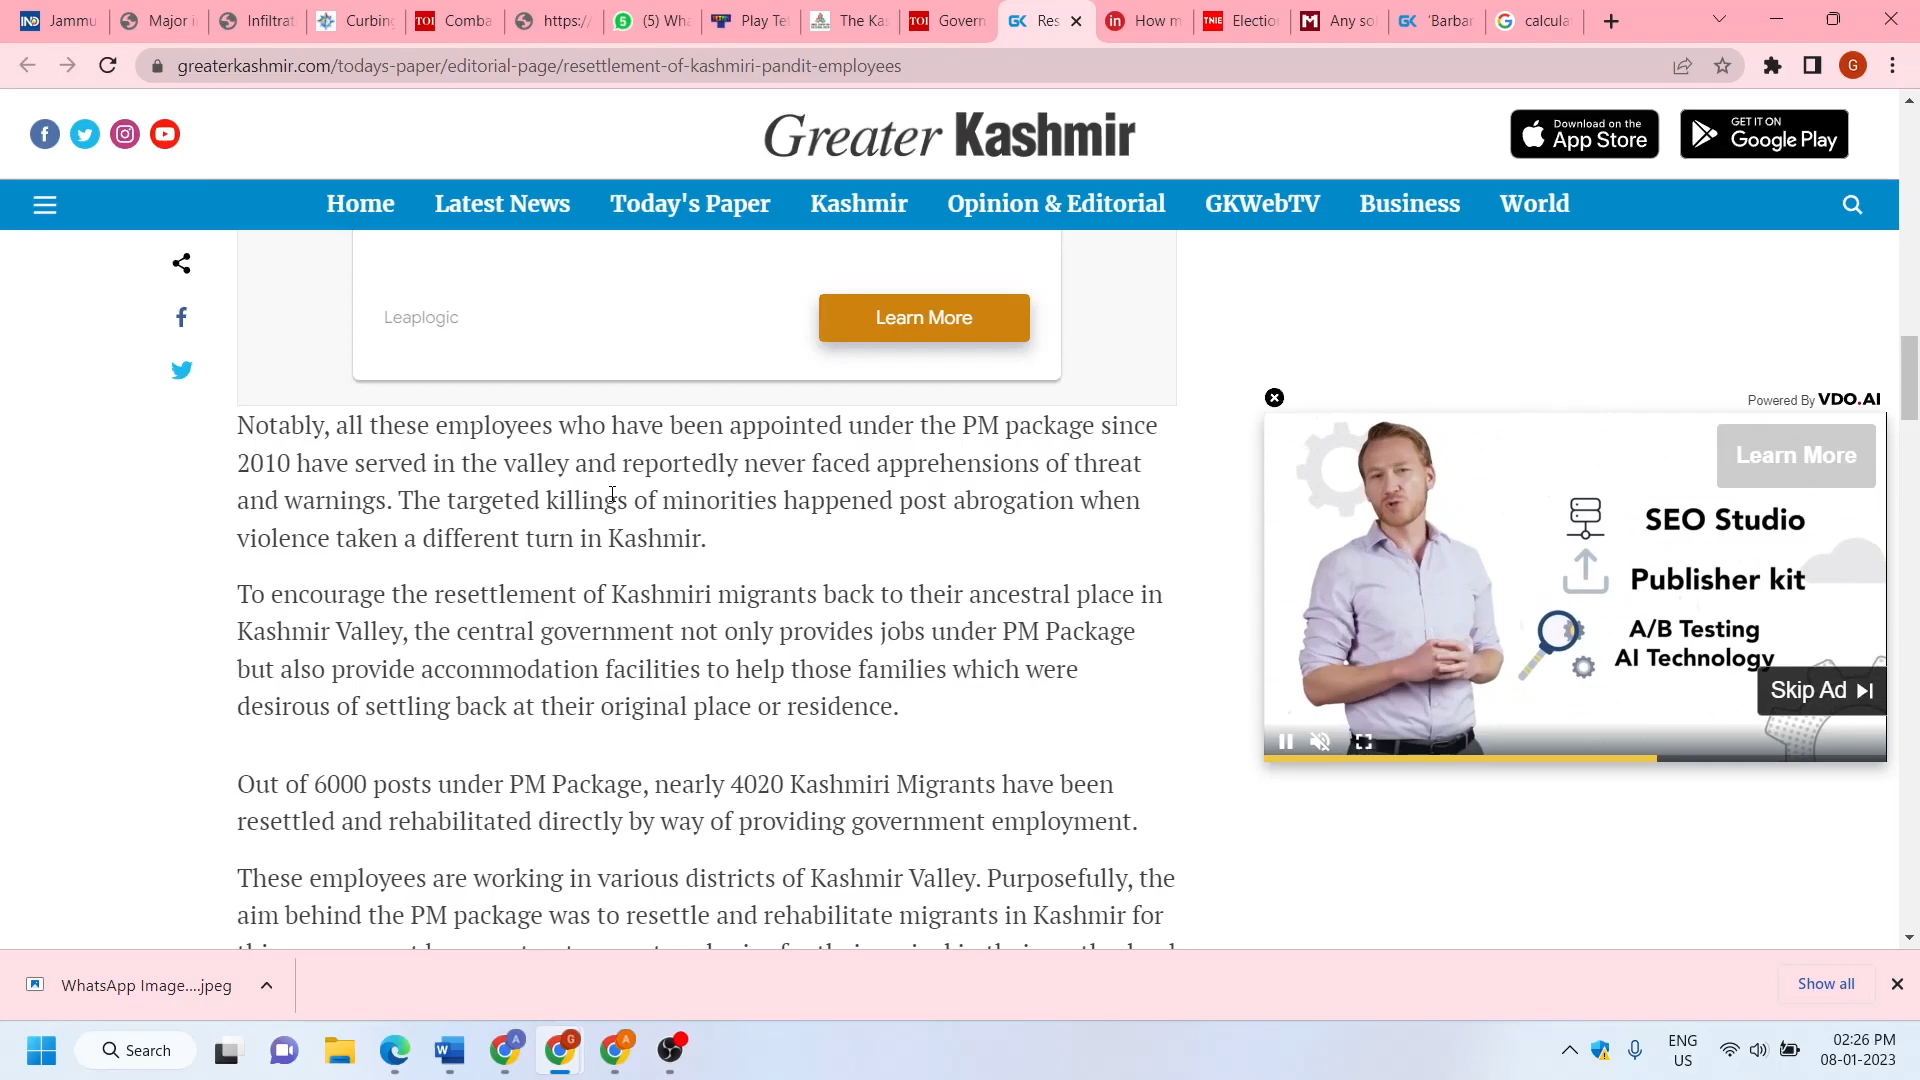 Jammu
Major i
Infiltrat
Curbin
TOI Comba
https:/
(5) Wha
Play Te
The Kas
TOI Govern
GK Res
in How m
TNIE Electio
M Any so
GK 'Barbar
G calcula
greaterkashmir.com/todays-paper/editorial-page/resettlement-of-kashmiri-pandit-employees
G
Greater Kashmir
Download on the
App Store
GET IT ON
Google Play
Home Latest News Today's Paper Kashmir Opinion & Editorial GKWebTV Business World
Leaplogic
Learn More
Notably, all these employees who have been appointed under the PM package since
2010 have served in the valley and reportedly never faced apprehensions of threat
and warnings. The targeted killings of minorities happened post abrogation when
violence taken a different turn in Kashmir.
To encourage the resettlement of Kashmiri migrants back to their ancestral place in
Kashmir Valley, the central government not only provides jobs under PM Package
but also provide accommodation facilities to help those families which were
desirous of settling back at their original place or residence.
Out of 6000 posts under PM Package, nearly 4020 Kashmiri Migrants have been
resettled and rehabilitated directly by way of providing government employment.
These employees are working in various districts of Kashmir Valley. Purposefully, the
aim behind the PM package was to resettle and rehabilitate migrants in Kashmir for
Powered By VDO.AI
Learn More
SEO Studio
Publisher kit
A/B Testing
AI Technology
Skip Ad
WhatsApp Image....jpeg
Show all
Search
A
G
A
ENG
US
02:26 PM
08-01-2023